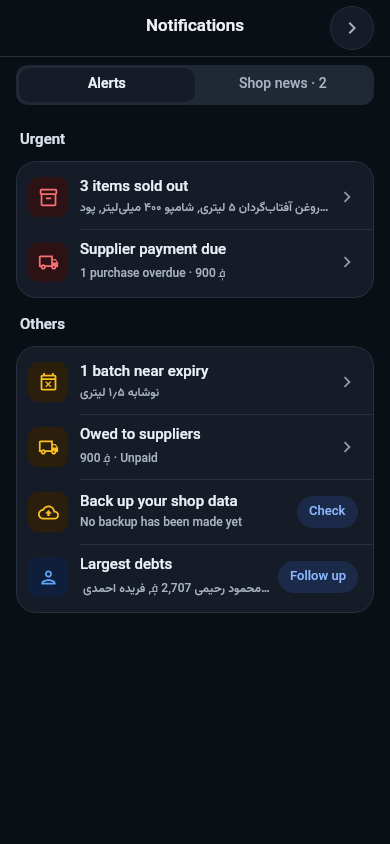 Notifications
Alerts
Shop news · 2
Urgent
3 items sold out
روغن آفتاب‌گردان ۵ لیتری, شامپو ۴۰۰ میلی‌لیتر, پود...
Supplier payment due
1 purchase overdue · 900 ؋
Others
1 batch near expiry
نوشابه ۱٫۵ لیتری
Owed to suppliers
900 ؋ · Unpaid
Back up your shop data
No backup has been made yet
Check
Largest debts
محمود رحیمی 2,707 ؋, فریده احمدی...
Follow up